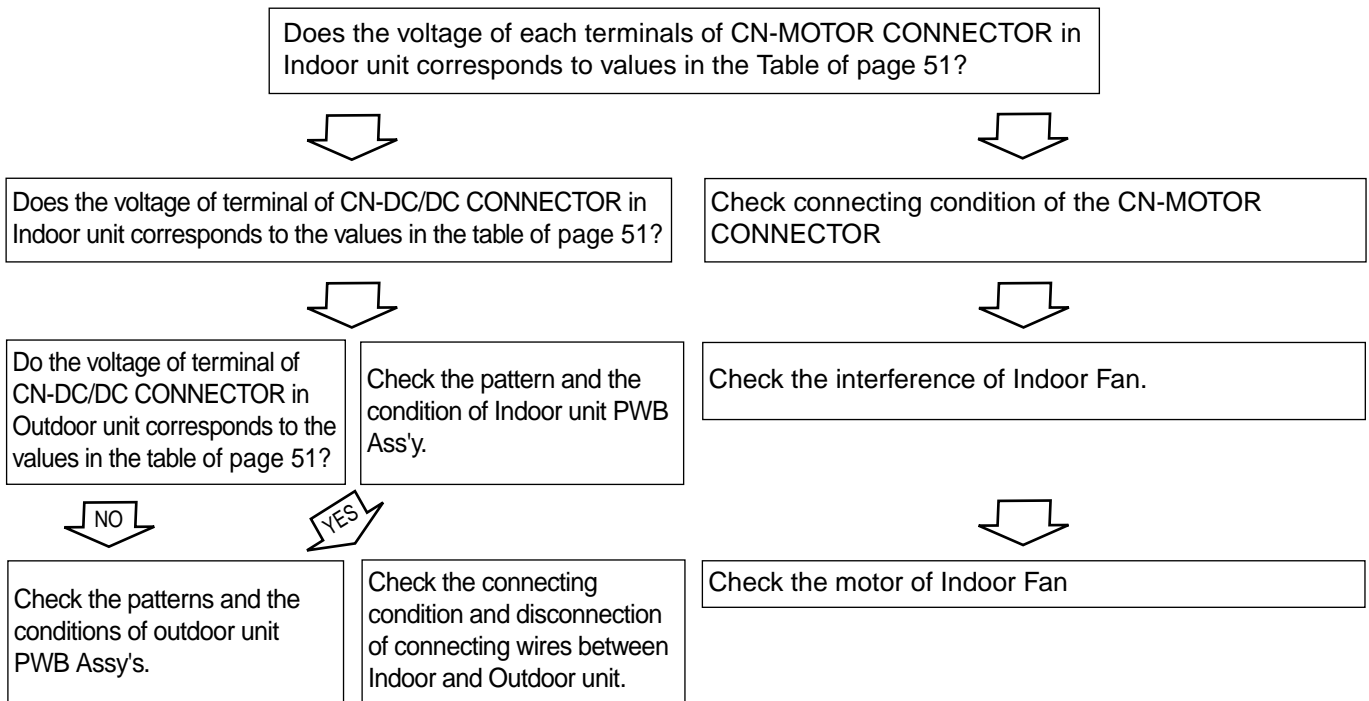 Does the voltage of each terminals of CN-MOTOR CONNECTOR in
Indoor unit corresponds to values in the Table of page 51?
Does the voltage of terminal of CN-DC/DC CONNECTOR in
Indoor unit corresponds to the values in the table of page 51?
Check connecting condition of the CN-MOTOR
CONNECTOR
Do the voltage of terminal of
CN-DC/DC CONNECTOR in
Outdoor unit corresponds to the
values in the table of page 51?
Check the pattern and the
condition of Indoor unit PWB
Ass'y.
Check the interference of Indoor Fan.
NO
YES
Check the patterns and the
conditions of outdoor unit
PWB Assy's.
Check the connecting
condition and disconnection
of connecting wires between
Indoor and Outdoor unit.
Check the motor of Indoor Fan